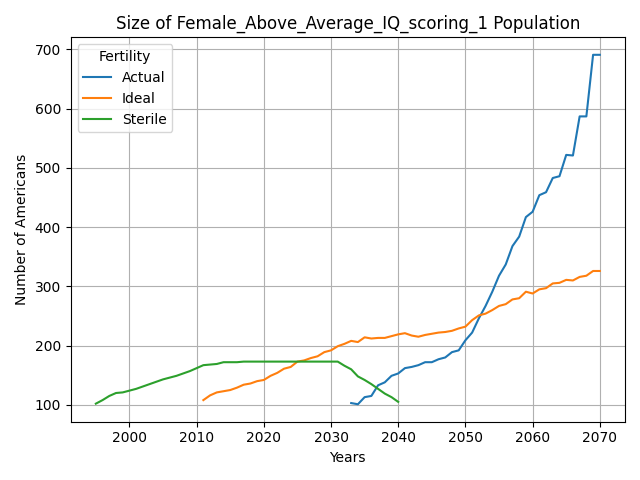 Size of Female_Above_Average_IQ_scoring_1 Population
Fertility
Actual
Ideal
Sterile
Number of Americans
700
600
500
400
300
200
100
2000 2010 2020 2030 2040 2050 2060 2070
Years